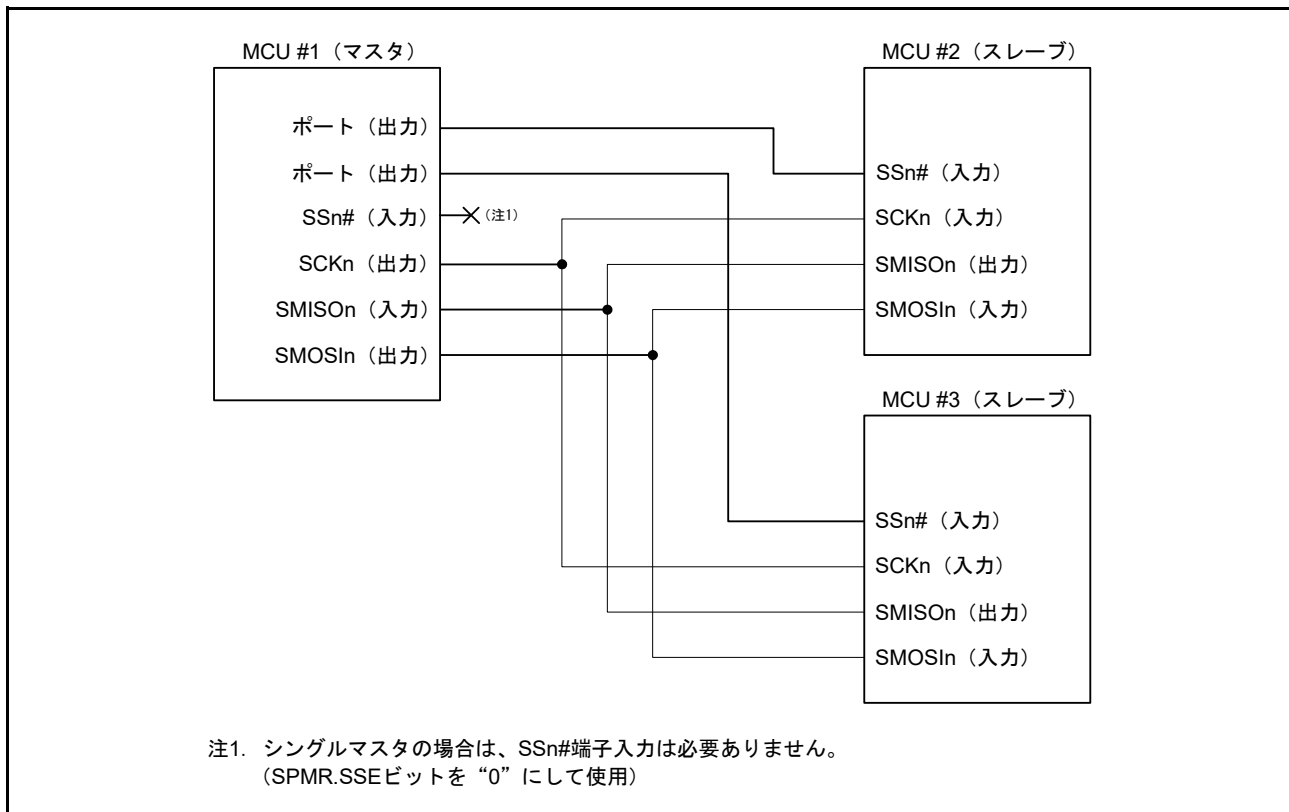 MCU #1（マスタ）
ポート（出力）
ポート（出力）
SSn#（入力）
（注1）
SCKn（出力）
SMISOn（入力）
SMOSIn（出力）
MCU #2（スレーブ）
SSn#（入力）
SCKn（入力）
SMISOn（出力）
SMOSIn（入力）
MCU #3（スレーブ）
SSn#（入力）
SCKn（入力）
SMISOn（出力）
SMOSIn（入力）
注1. シングルマスタの場合は、SSn#端子入力は必要ありません。
（SPMR.SSEビットを“0”にして使用）